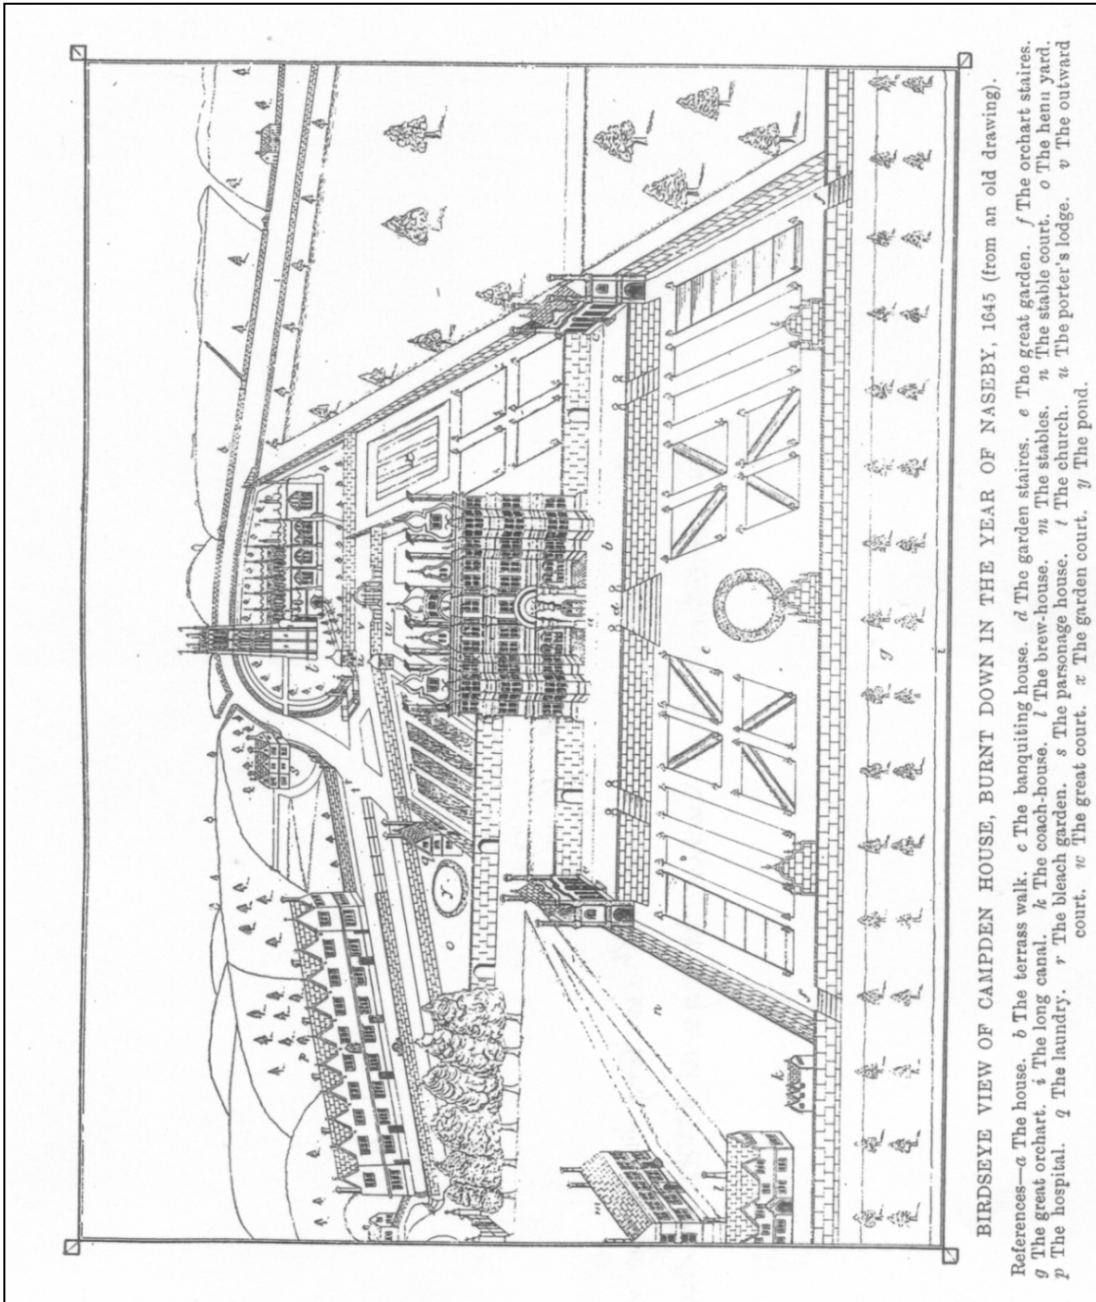 BIRDSEYE VIEW OF CAMPDEN HOUSE, BURNT DOWN IN THE YEAR OF NASEBY, 1645 (from an old drawing).
References—a The house. b The terrass walk. c The banquiting house. d The garden staires. e The great garden. f The orchart staires.
g The great orchart. i The long canal. k The coach-house. l The brew-house. m The stables. n The stable court. o The henn yard.
p The hospital. q The laundry. r The bleach garden. s The parsonage house. t The church. u The porter's lodge. v The outward
court. w The great court. x The garden court. y The pond.